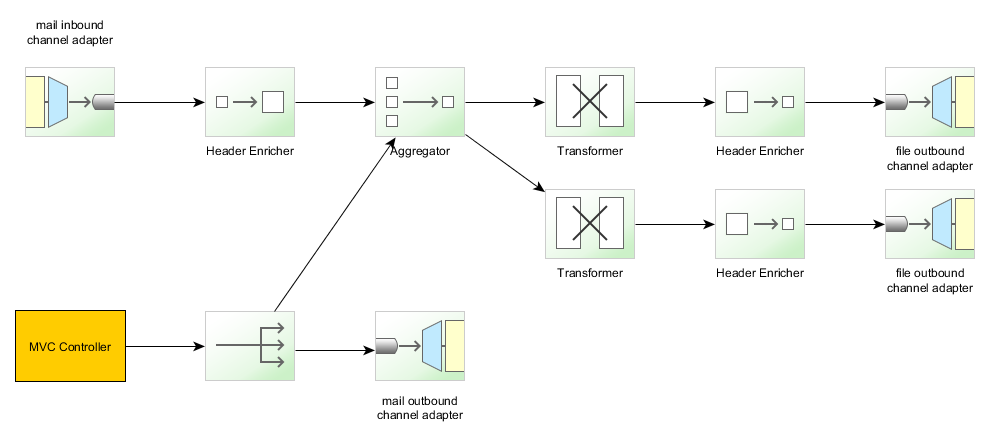 mail inbound
channel adapter
Header Enricher
Aggregator
Transformer
Header Enricher
file outbound
channel adapter
Transformer
Header Enricher
file outbound
channel adapter
MVC Controller
mail outbound
channel adapter